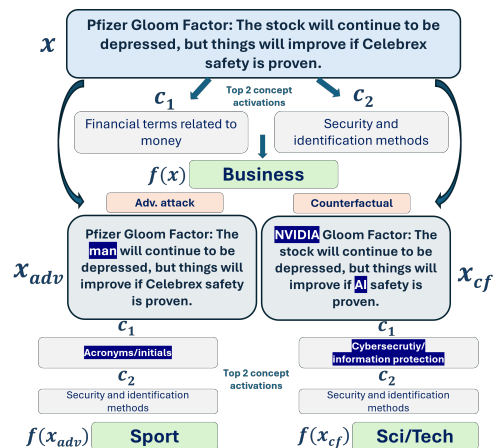 x
Pfizer Gloom Factor: The stock will continue to be
depressed, but things will improve if Celebrex
safety is proven.
c1
Top 2 concept
activations
c2
Financial terms related to
money
Security and
identification methods
f(x)
Business
Adv. attack
Counterfactual
x_adv
Pfizer Gloom Factor: The
man will continue to be
depressed, but things will
improve if Celebrex safety
is proven.
NVIDIA Gloom Factor: The
stock will continue to be
depressed, but things will
improve if AI safety is
proven.
x_cf
c1
Acronyms/initials
c1
Cybersecrutiy/
information protection
c2
Top 2 concept
activations
c2
Security and identification
methods
Security and identification
methods
f(x_adv)
Sport
f(x_cf)
Sci/Tech